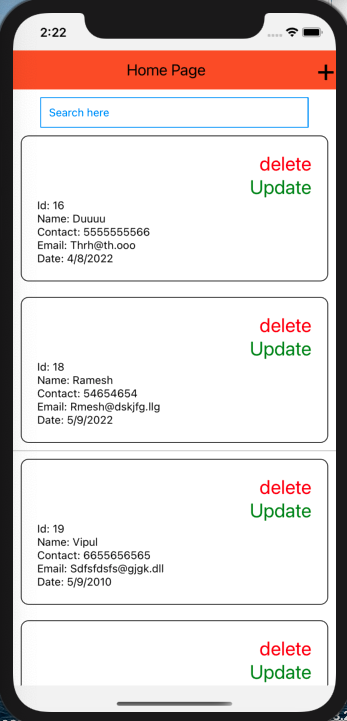 2:22
Home Page
+
Search here
delete
Update
Id: 16
Name: Duuuu
Contact: 5555555566
Email: Thrh@th.ooo
Date: 4/8/2022
delete
Update
Id: 18
Name: Ramesh
Contact: 54654654
Email: Rmesh@dskjfg.llg
Date: 5/9/2022
delete
Update
Id: 19
Name: Vipul
Contact: 6655656565
Email: Sdfsfdsfs@gjgk.dll
Date: 5/9/2010
delete
Update